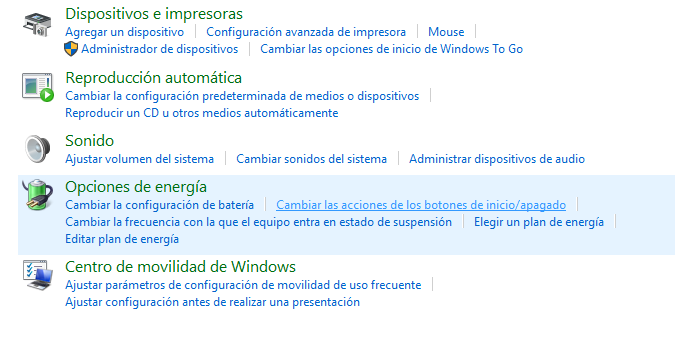 Dispositivos e impresoras
Agregar un dispositivo Configuración avanzada de impresora Mouse
Administrador de dispositivos Cambiar las opciones de inicio de Windows To Go
Reproducción automática
Cambiar la configuración predeterminada de medios o dispositivos
Reproducir un CD u otros medios automáticamente
Sonido
Ajustar volumen del sistema Cambiar sonidos del sistema Administrar dispositivos de audio
Opciones de energía
Cambiar la configuración de batería Cambiar las acciones de los botones de inicio/apagado
Cambiar la frecuencia con la que el equipo entra en estado de suspensión Elegir un plan de energía
Editar plan de energía
Centro de movilidad de Windows
Ajustar parámetros de configuración de movilidad de uso frecuente
Ajustar configuración antes de realizar una presentación